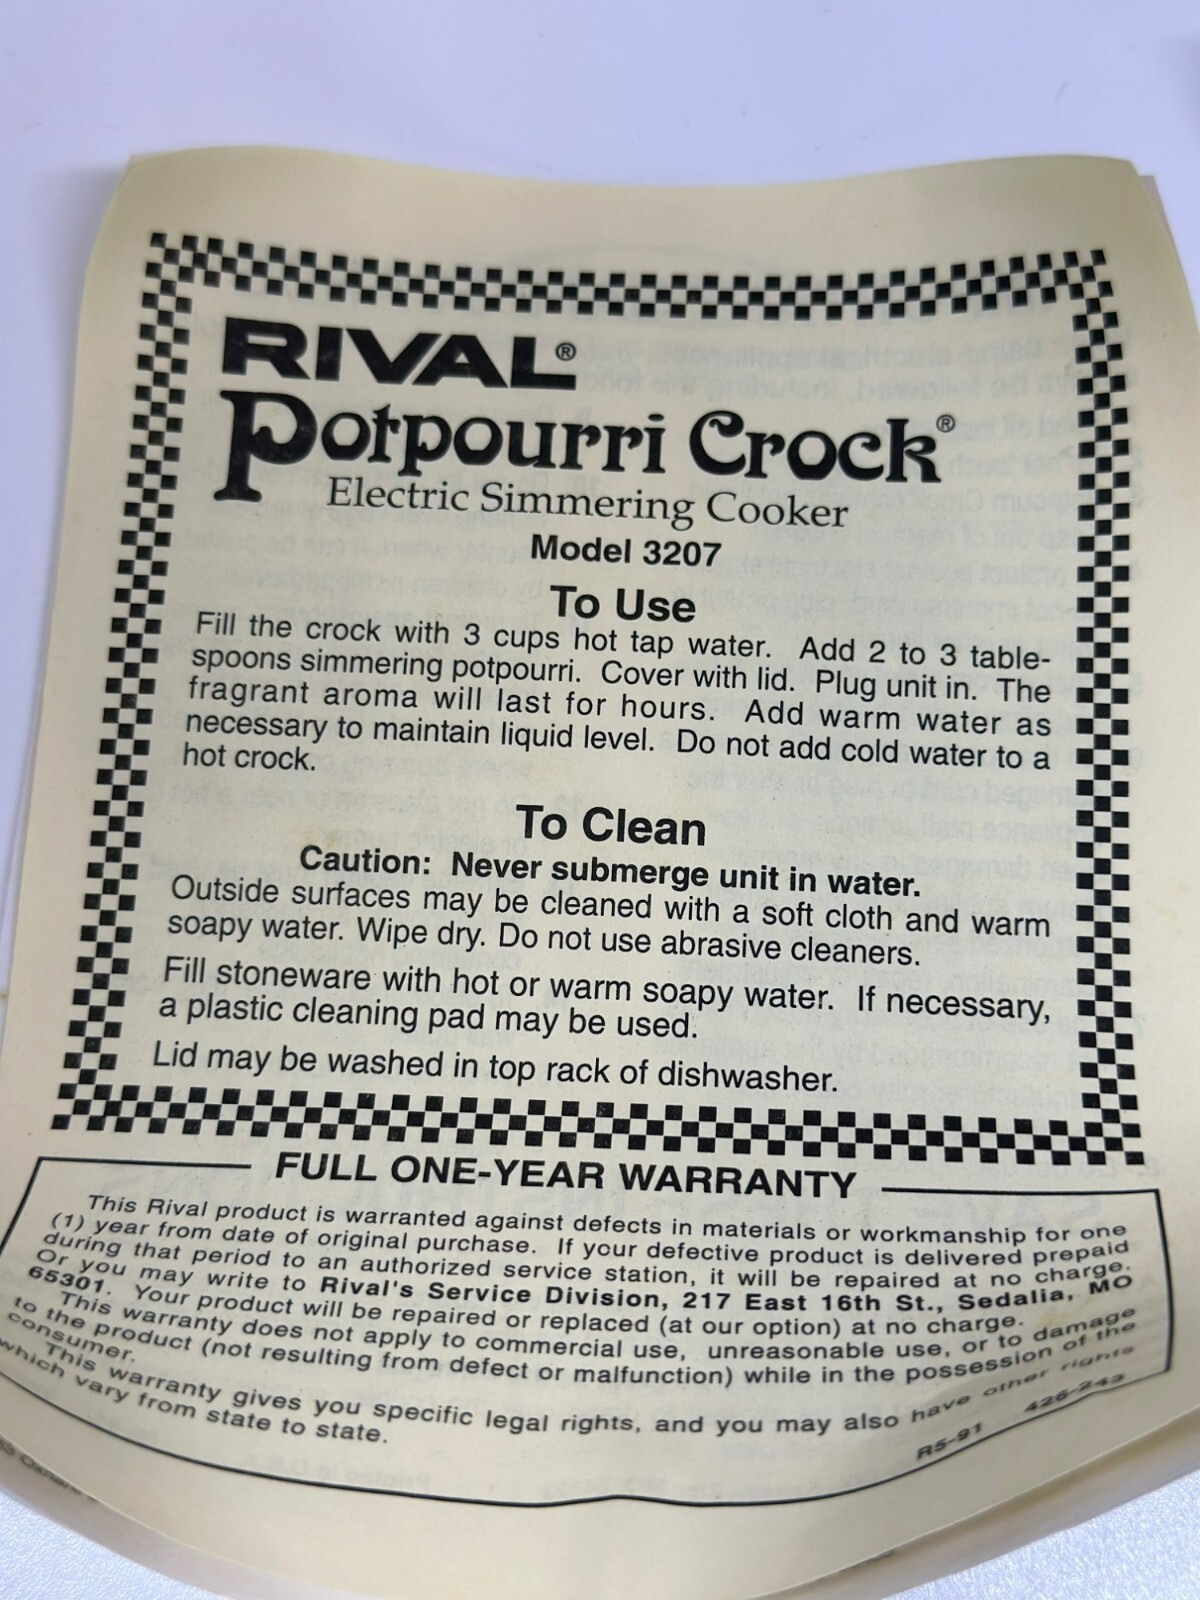 RIVAL®
Potpourri Crock®
Electric Simmering Cooker
Model 3207
To Use
Fill the crock with 3 cups hot tap water. Add 2 to 3 table-
spoons simmering potpourri. Cover with lid. Plug unit in. The
fragrant aroma will last for hours. Add warm water as
necessary to maintain liquid level. Do not add cold water to a
hot crock.
To Clean
Caution: Never submerge unit in water.
Outside surfaces may be cleaned with a soft cloth and warm
soapy water. Wipe dry. Do not use abrasive cleaners.
Fill stoneware with hot or warm soapy water. If necessary,
a plastic cleaning pad may be used.
Lid may be washed in top rack of dishwasher.
FULL ONE-YEAR WARRANTY
This Rival product is warranted against defects in materials or workmanship for one
(1) year from date of original purchase. If your defective product is delivered prepaid
during that period to an authorized service station, it will be repaired at no charge.
Or you may write to Rival's Service Division, 217 East 16th St., Sedalia, MO
65301. Your product will be repaired or replaced (at our option) at no charge.
This warranty does not apply to commercial use, unreasonable use, or to damage
to the product (not resulting from defect or malfunction) while in the possession of the
consumer.
This warranty gives you specific legal rights, and you may also have other rights
which vary from state to state.
R5-91 426-243